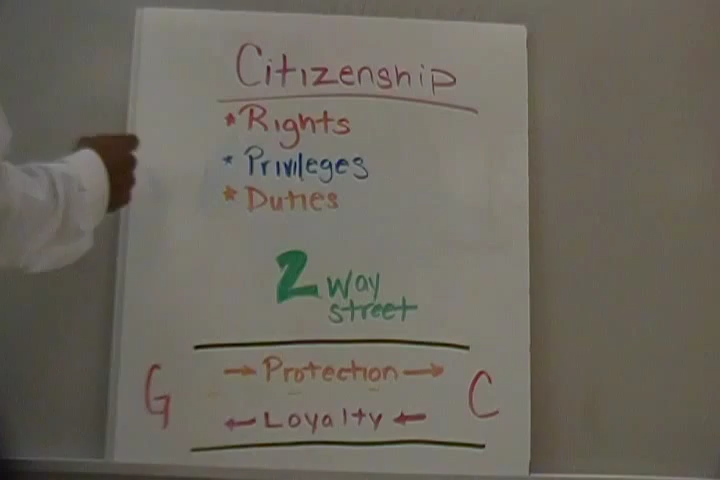 Citizenship
* Rights
* Privileges
* Duties
2 way
street
G → Protection → C
← Loyalty ←